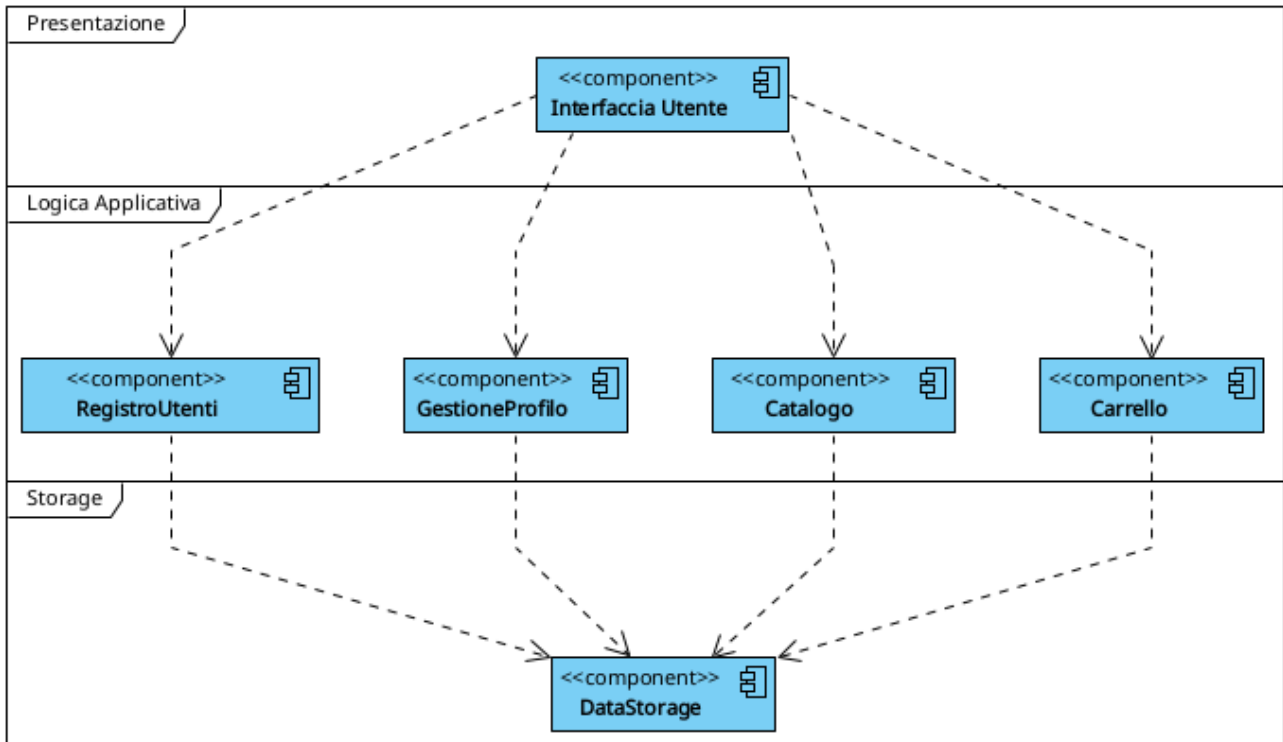 Presentazione
<<component>>
Interfaccia Utente
Logica Applicativa
<<component>>
RegistroUtenti
<<component>>
GestioneProfilo
<<component>>
Catalogo
<<component>>
Carrello
Storage
<<component>>
DataStorage